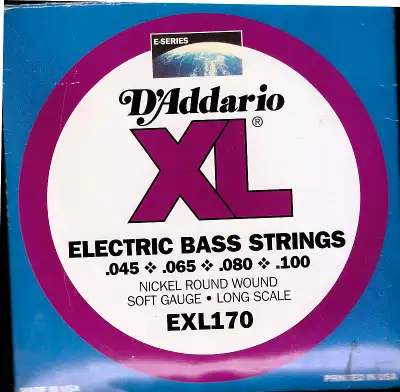 E-SERIES
D'Addario
XL®
ELECTRIC BASS STRINGS
.045 ❖ .065 ❖ .080 ❖ .100
NICKEL ROUND WOUND
SOFT GAUGE • LONG SCALE
EXL170
MADE IN USA
PRINTED IN USA